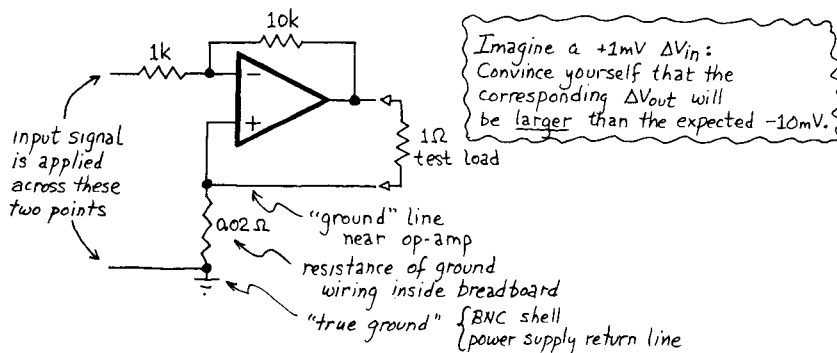 10k
1k
−
+
Imagine a +1mV ΔVin:
Convince yourself that the
corresponding ΔVout will
be larger than the expected -10mV.
input signal
is applied
across these
two points
1Ω
test load
0.02Ω
"ground" line
near op-amp
resistance of ground
wiring inside breadboard
"true ground" { BNC shell
power supply return line